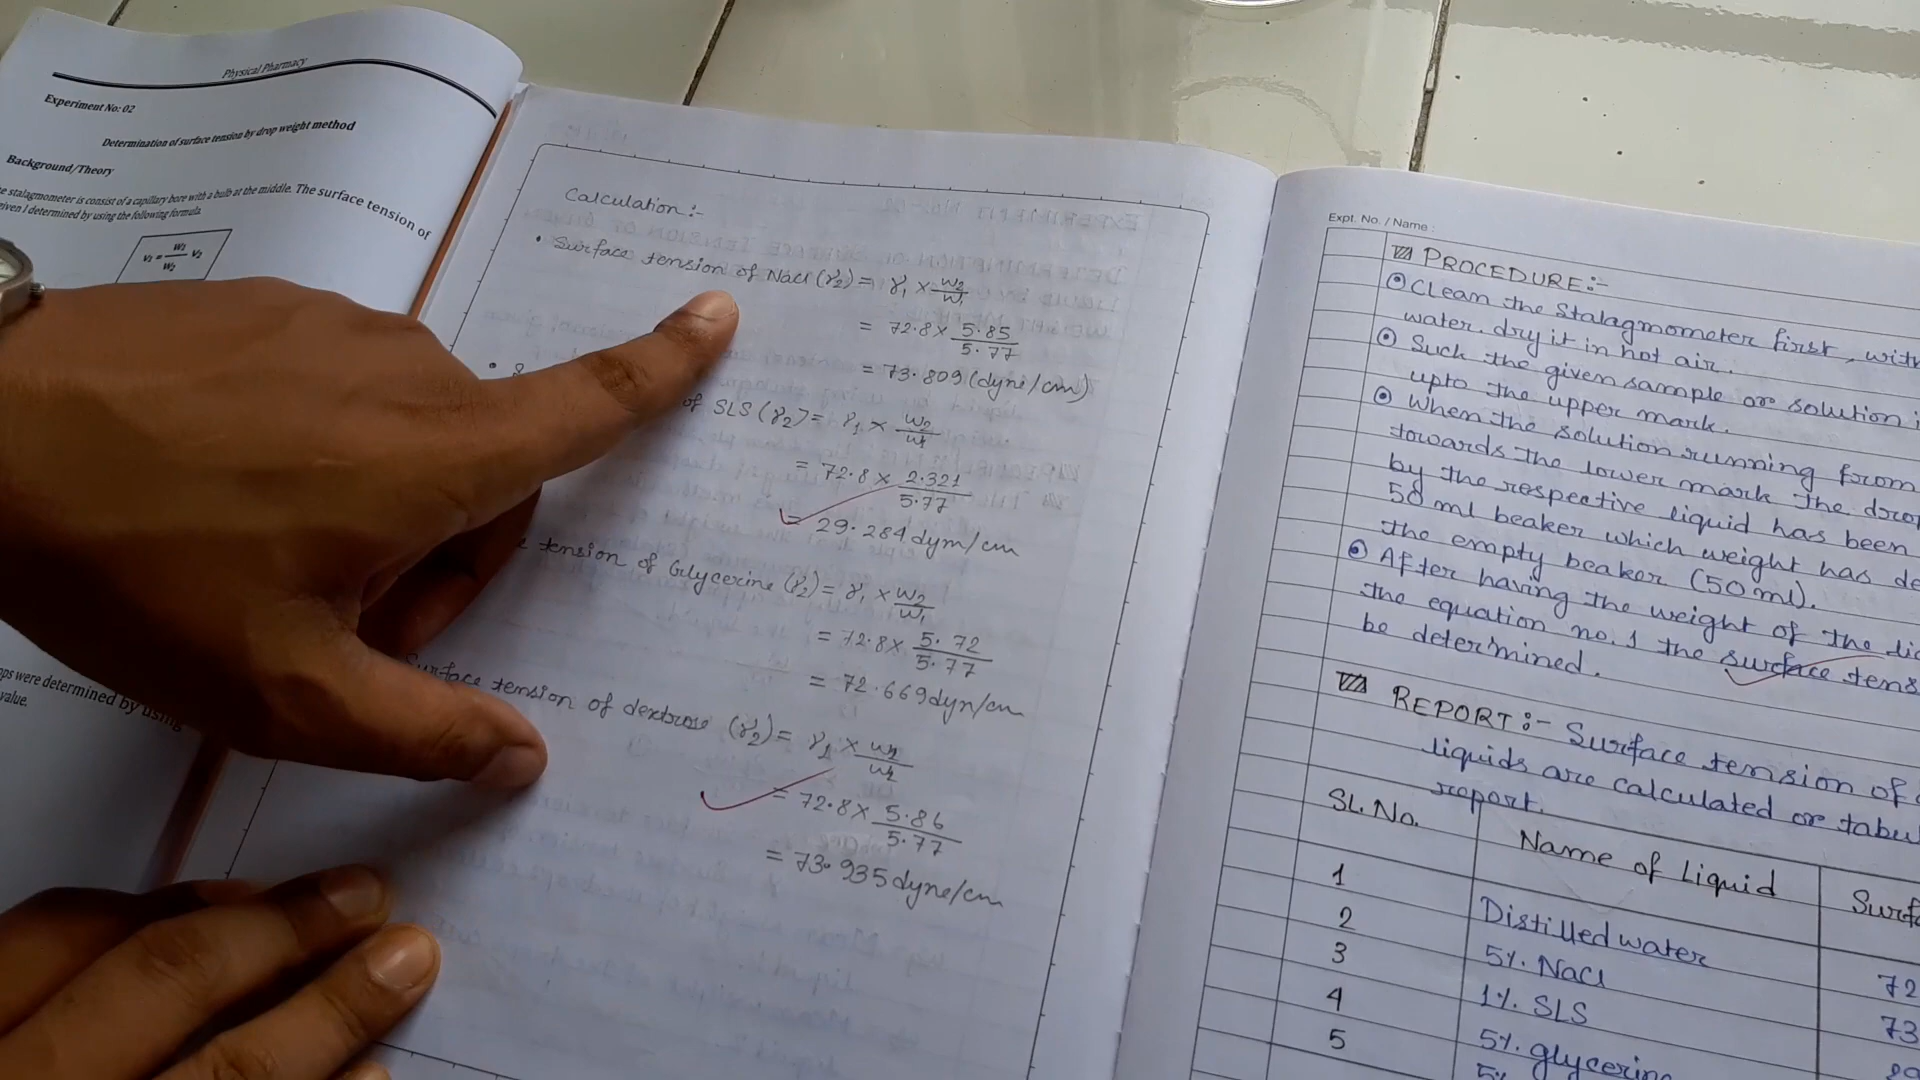 Physical Pharmacy
Experiment No: 02
Determination of surface tension by drop weight method
Background/Theory
stalagmometer is consist of a capillary bore with a bulb at the middle. The surface tension of
determined by using the following formula
were determined by using
value.
Calculation:-
• Surface tension of Nacl (γ2) = γ1 × w2/w1
= 72.8 × 5.85/5.77
= 73.809 (dyne/cm)
of SLS (γ2) = γ1 × w2/w1
= 72.8 × 2.321/5.77
= 29.284 dym/cm
tension of Glycerine (γ2) = γ1 × w2/w1
= 72.8 × 5.72/5.77
= 72.669 dyn/cm
Surface tension of dextrose (γ2) = γ1 ×
= 72.8 × 5.86/5.77
= 73.935 dyne/cm
Expt. No. / Name :
PROCEDURE:-
Clean the Stalagmometer first, with
water. dry it in hot air.
Suck the given sample or solution
upto the upper mark.
When the solution running from
towards the lower mark the
by the respective liquid has been
50 ml beaker which weight has
the empty beaker (50 ml).
After having the weight of the
the equation no. 1 the surface
be determined.
REPORT:- Surface tension of
liquids are calculated or
report.
SL. No. Name of Liquid
1 Distilled water 72
2 5%. Nacl 73
3 1%. SLS
4 5%. glycerine
5 5%